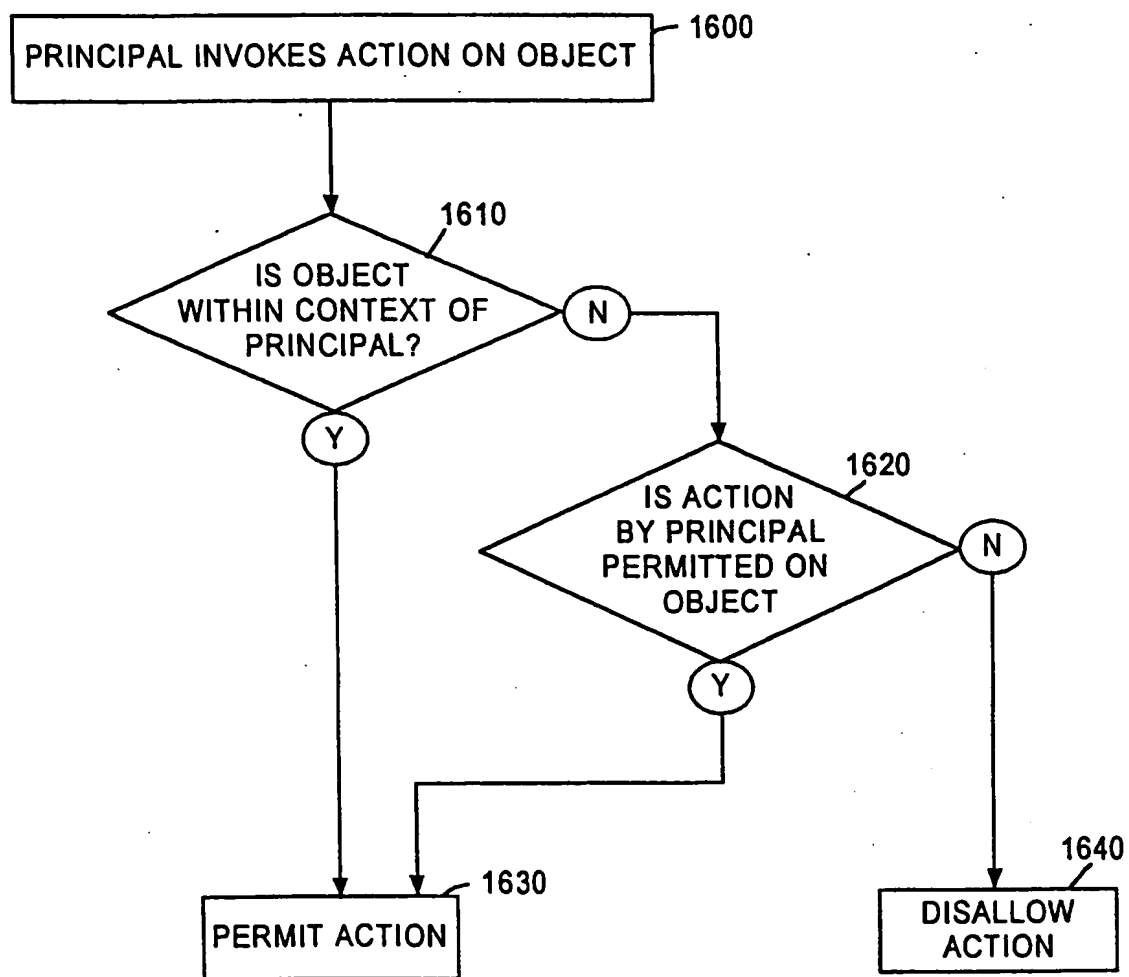 1600
PRINCIPAL INVOKES ACTION ON OBJECT
1610
IS OBJECT
WITHIN CONTEXT OF
PRINCIPAL?
N
Y
1620
IS ACTION
BY PRINCIPAL
PERMITTED ON
OBJECT
N
Y
1630
PERMIT ACTION
1640
DISALLOW
ACTION